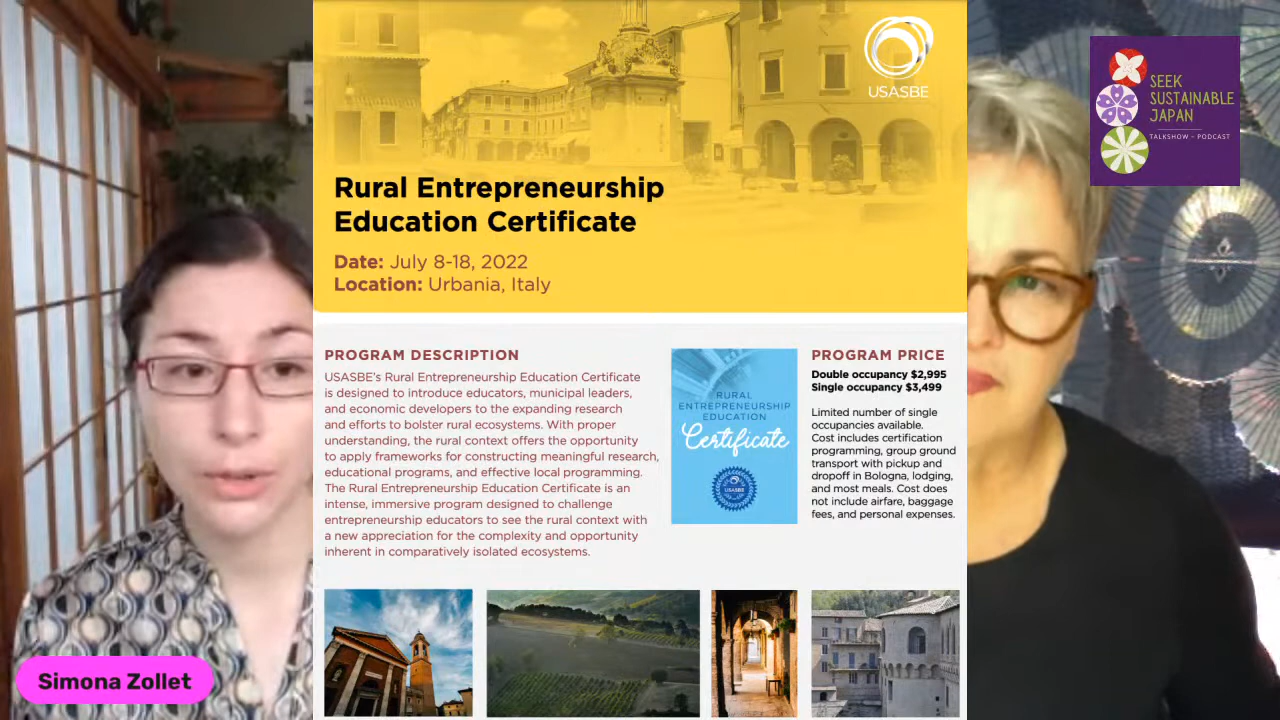 USASBE
SEEK
SUSTAINABLE
JAPAN
TALKSHOW - PODCAST
Rural Entrepreneurship
Education Certificate
Date: July 8-18, 2022
Location: Urbania, Italy
PROGRAM DESCRIPTION
USASBE's Rural Entrepreneurship Education Certificate
is designed to introduce educators, municipal leaders,
and economic developers to the expanding research
and efforts to bolster rural ecosystems. With proper
understanding, the rural context offers the opportunity
to apply frameworks for constructing meaningful research,
educational programs, and effective local programming.
The Rural Entrepreneurship Education Certificate is an
intense, immersive program designed to challenge
entrepreneurship educators to see the rural context with
a new appreciation for the complexity and opportunity
inherent in comparatively isolated ecosystems.
RURAL
ENTREPRENEURSHIP
EDUCATION
Certificate
USASBE
PROGRAM PRICE
Double occupancy $2,995
Single occupancy $3,499
Limited number of single
occupancies available.
Cost includes certification
programming, group ground
transport with pickup and
dropoff in Bologna, lodging,
and most meals. Cost does
not include airfare, baggage
fees, and personal expenses.
Simona Zollet